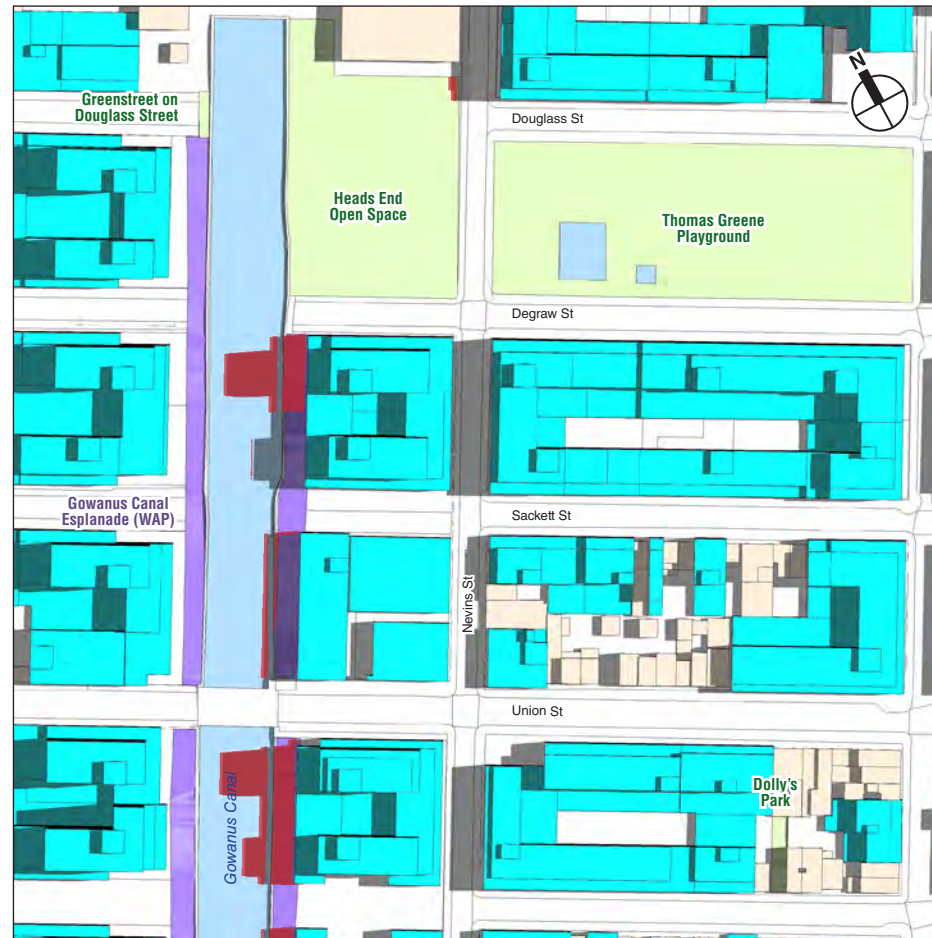 N
Greenstreet on
Douglass Street
Douglass St
Heads End
Open Space
Thomas Greene
Playground
Degraw St
Gowanus Canal
Esplanade (WAP)
Sackett St
Nevins St
Union St
Gowanus Canal
Dolly's
Park